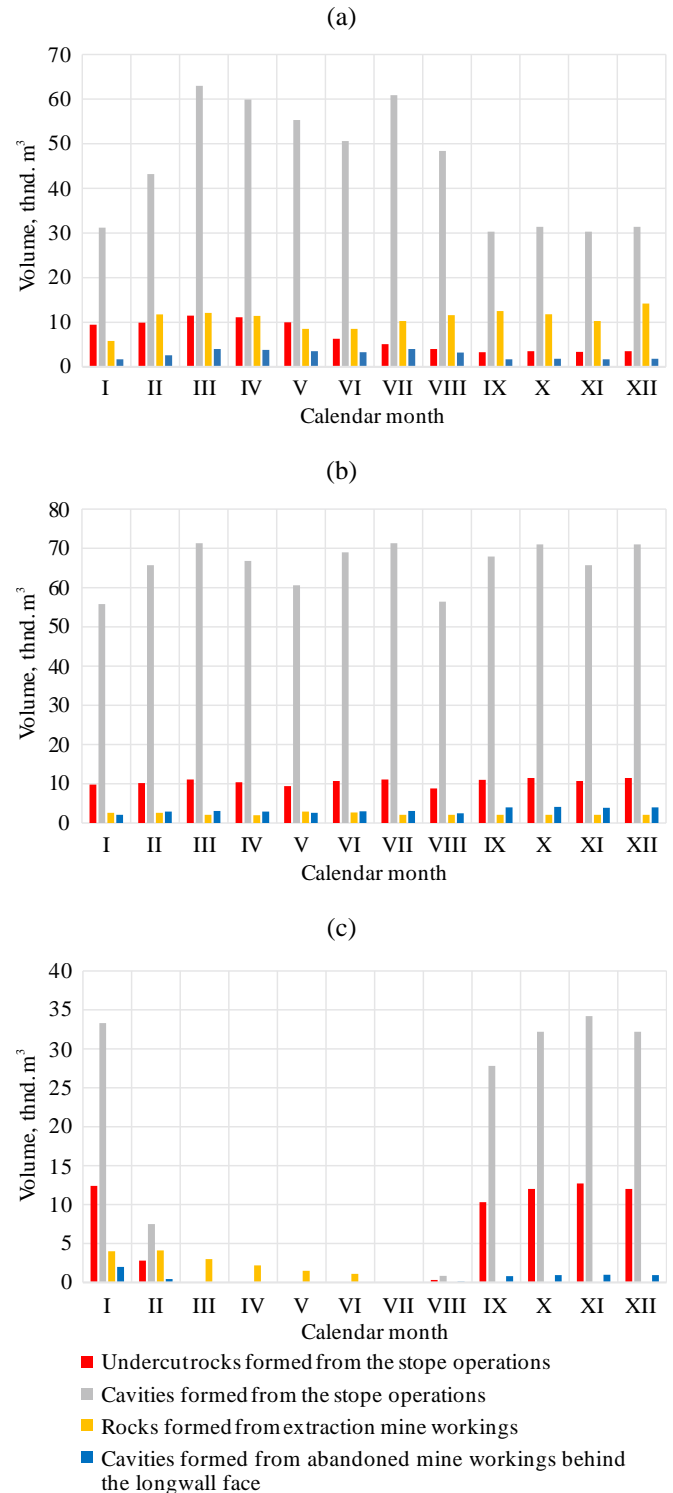 (a)
70
60
50
40
30
20
10
0
Volume, thnd. m³
I II III IV V VI VII VIII IX X XI XII
Calendar month
(b)
80
70
60
50
40
30
20
10
0
Volume, thnd. m³
I II III IV V VI VII VIII IX X XI XII
Calendar month
(c)
40
35
30
25
20
15
10
5
0
Volume, thnd. m³
I II III IV V VI VII VIII IX X XI XII
Calendar month
Undercut rocks formed from the stope operations
Cavities formed from the stope operations
Rocks formed from extraction mine workings
Cavities formed from abandoned mine workings behind
the longwall face